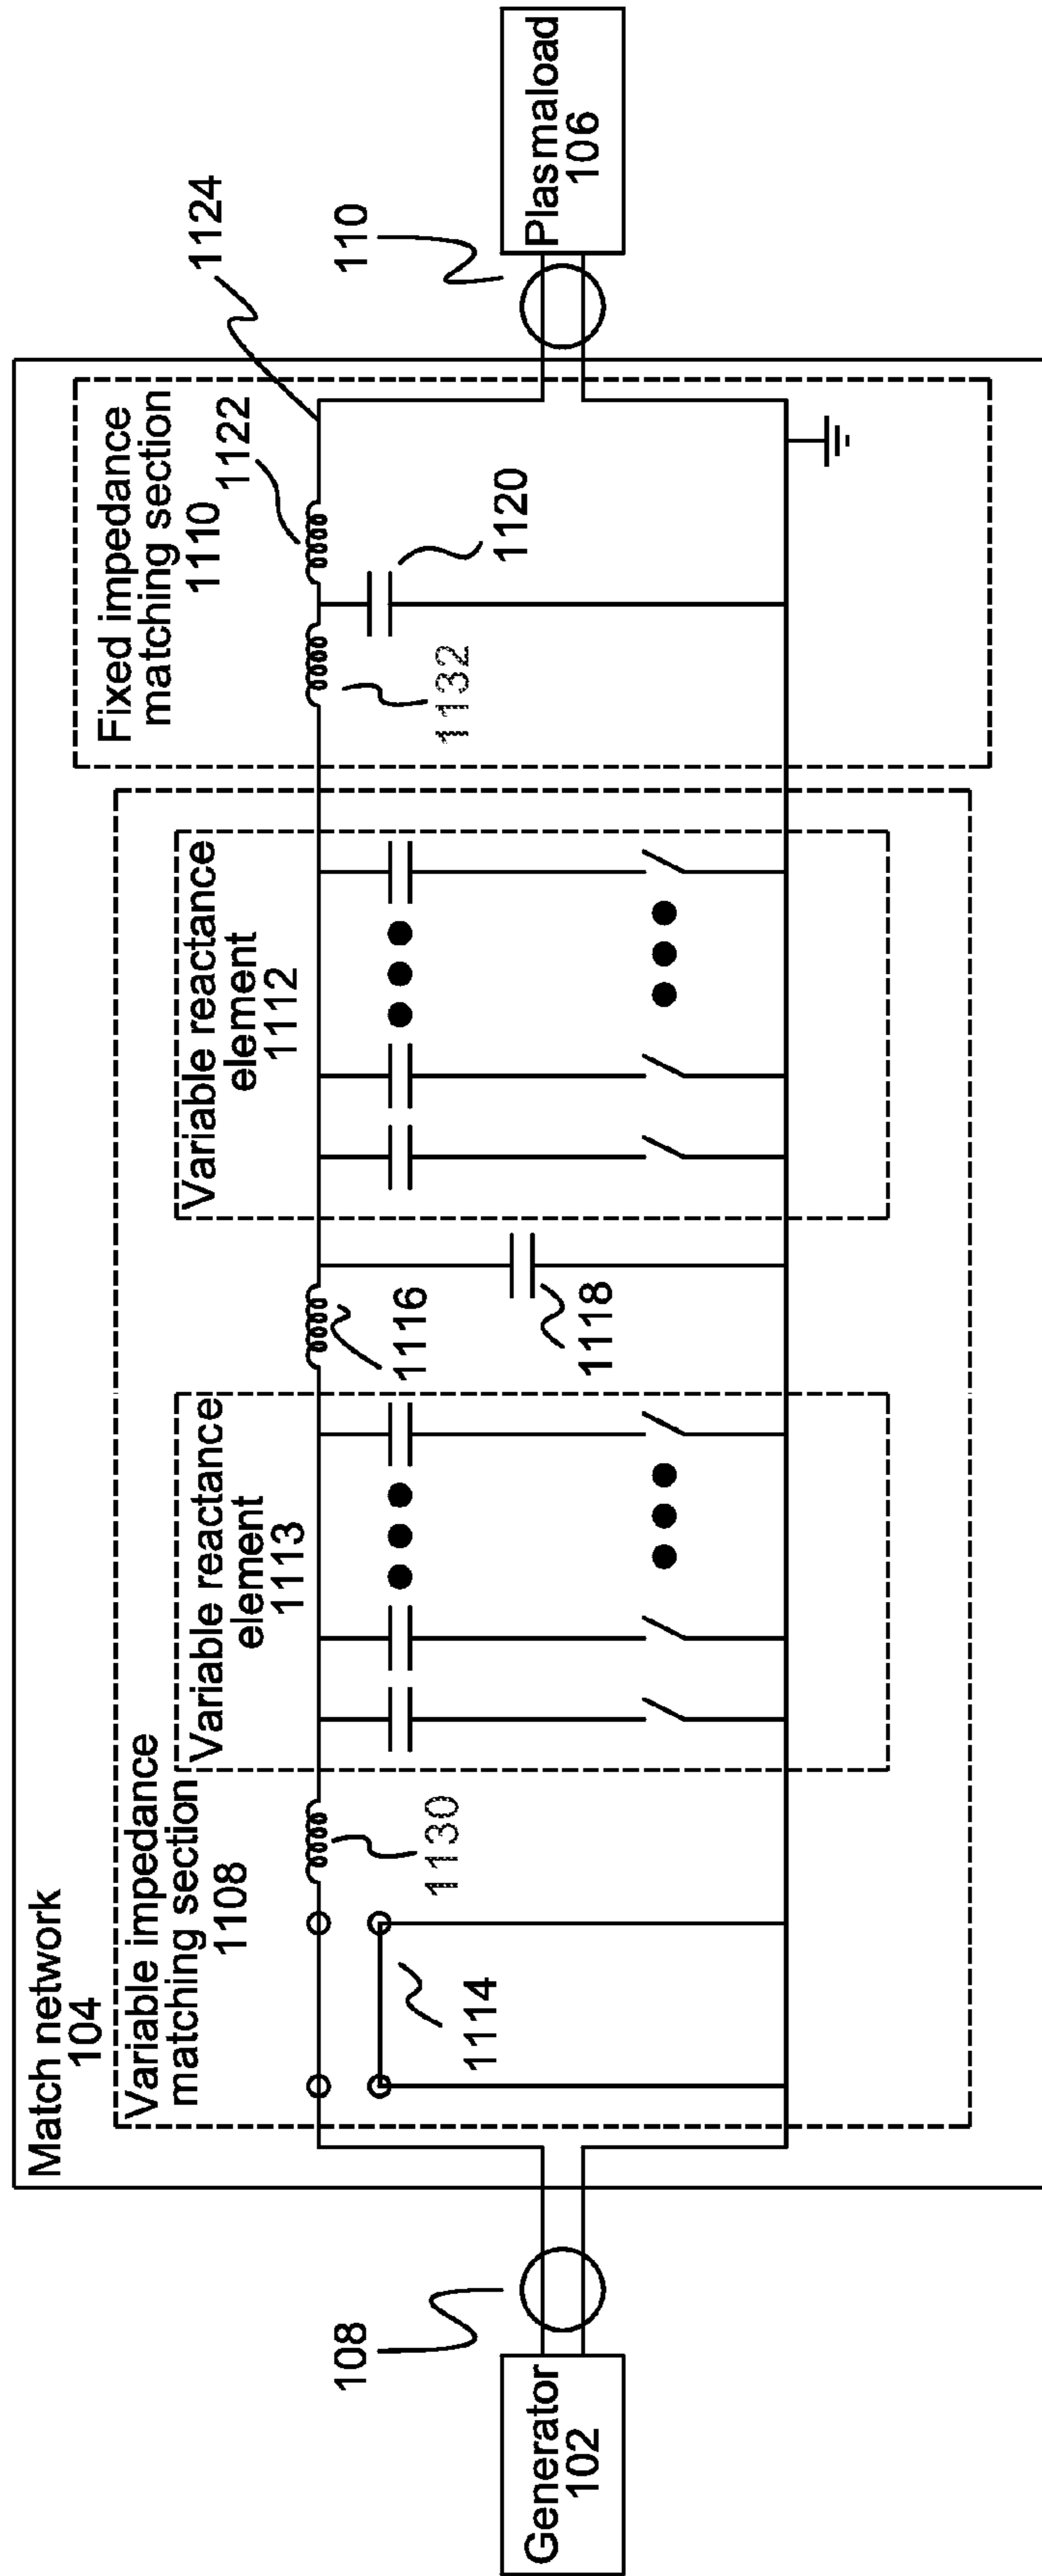 Match network
104
Variable impedance
matching section
1108
Variable reactance
element
1113
Variable reactance
element
1112
Fixed impedance
matching section
1110
1122
1124
110
Plasmaload
106
1120
1132
1116
1118
1130
1114
108
Generator
102